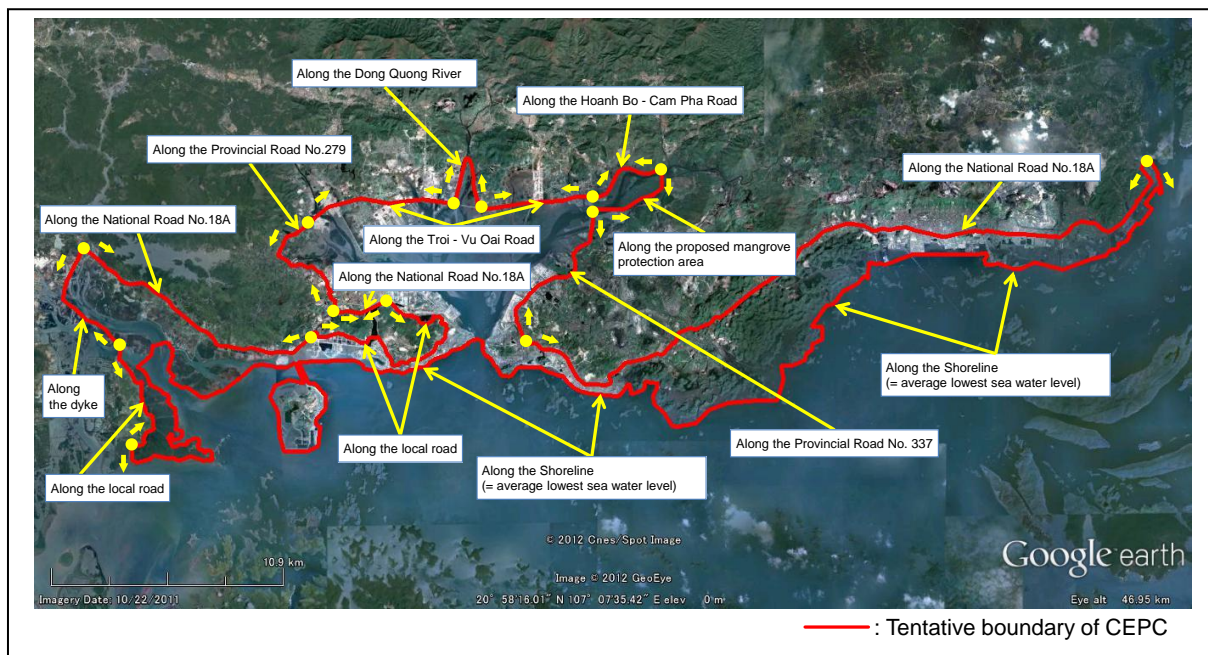 Along the Dong Quong River
Along the Hoanh Bo - Cam Pha Road
Along the Provincial Road No.279
Along the National Road No.18A
Along the National Road No.18A
Along the Troi - Vu Oai Road
Along the proposed mangrove
protection area
Along the National Road No.18A
Along
the dyke
Along the Shoreline
(= average lowest sea water level)
Along the local road
Along the Provincial Road No. 337
Along the Shoreline
(= average lowest sea water level)
Along the local road
© 2012 Cnes/Spot Image
10.9 km
Image © 2012 GeoEye
Google earth
Imagery Date: 10/22/2011
20° 58'16.01" N 107° 07'35.42" E elev 0 m
Eye alt 46.95 km
: Tentative boundary of CEPC